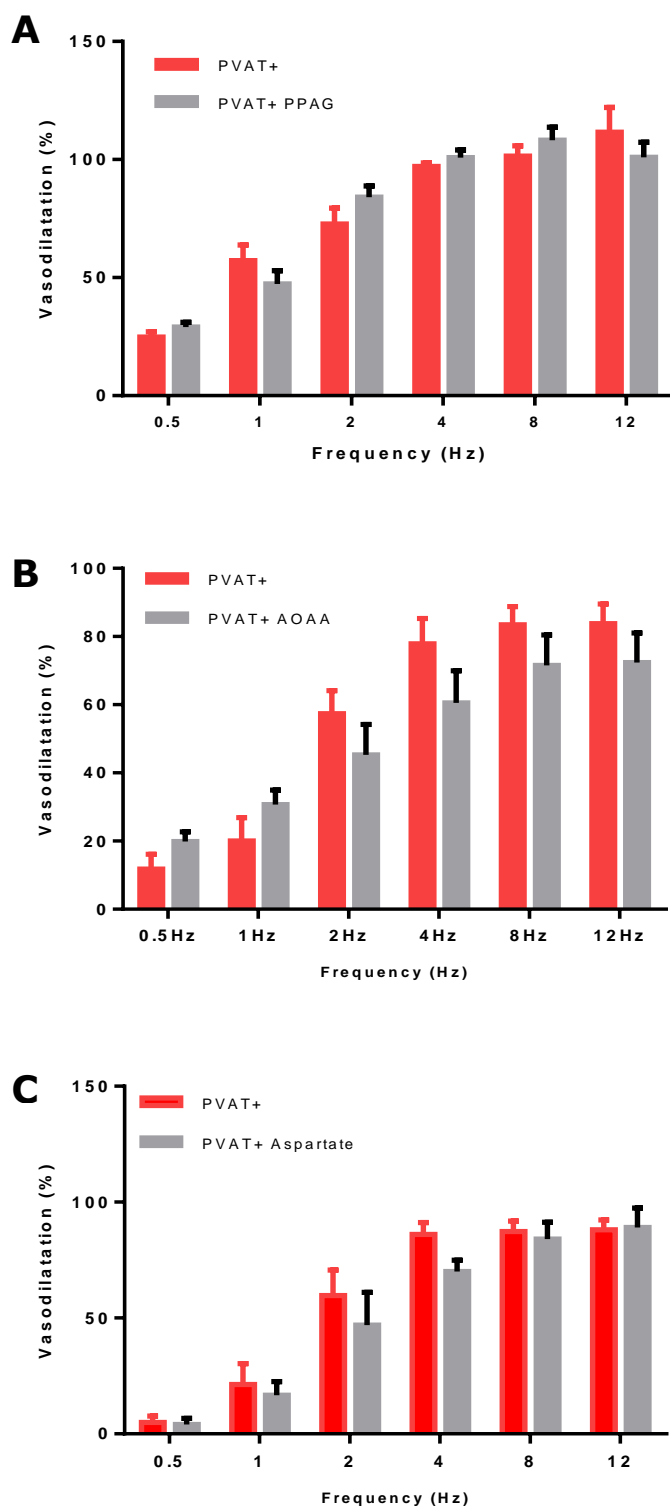 A
150
PVAT+
PVAT+ PPAG
100
50
0
Vasodilatation (%)
0.5 1 2 4 8 12
Frequency (Hz)
B
100
PVAT+
PVAT+ AOAA
80
60
40
20
0
Vasodilatation (%)
0.5Hz 1Hz 2Hz 4Hz 8Hz 12Hz
Frequency (Hz)
C
150
PVAT+
PVAT+ Aspartate
100
50
0
Vasodilatation (%)
0.5 1 2 4 8 12
Frequency (Hz)